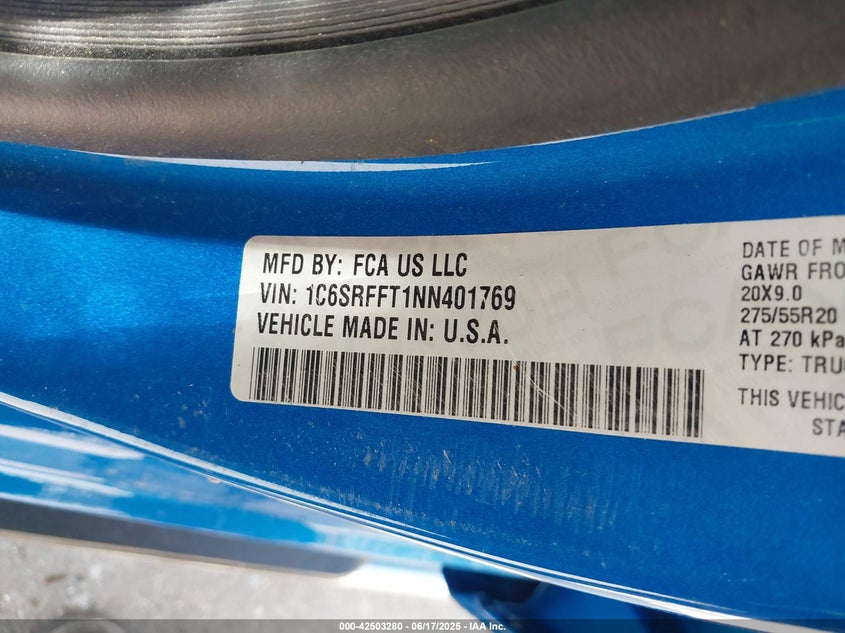 MFD BY: FCA US LLC
VIN: 1C6SRFFT1NN401769
VEHICLE MADE IN: U.S.A.
DATE OF M
GAWR FRO
20X9.0
275/55R20
AT 270 kPa
TYPE: TRU
THIS VEHIC
STA
000-42503280 - 06/17/2025 - IAA Inc.